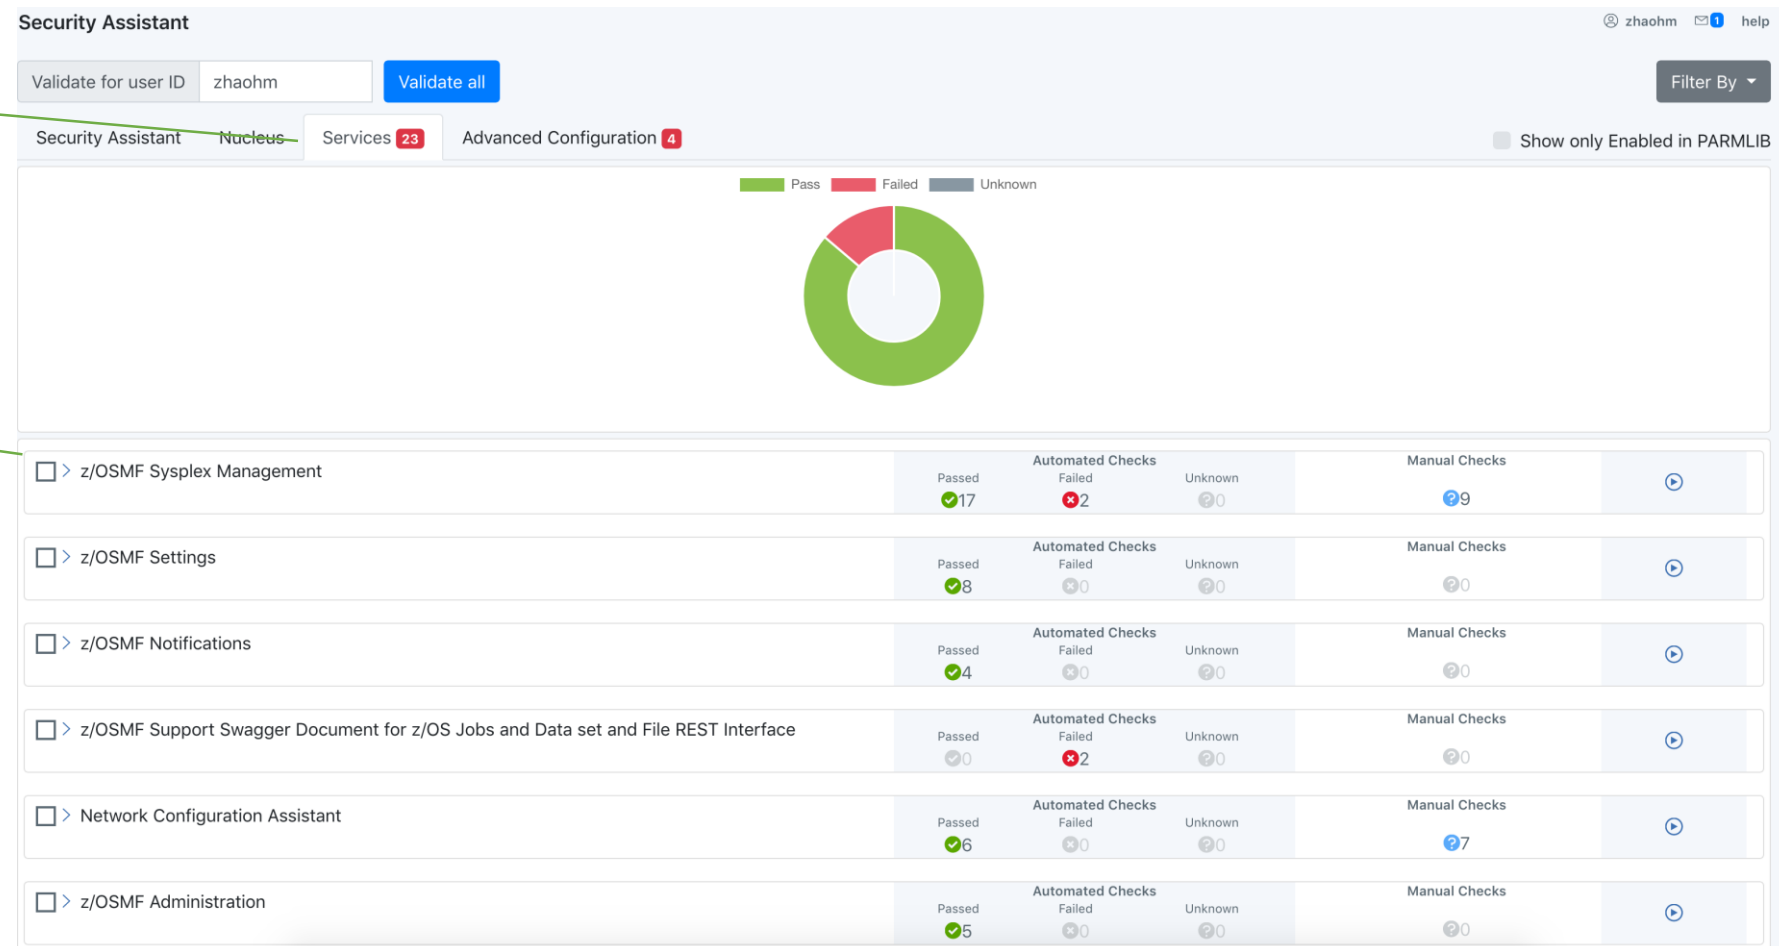 Security Assistant
zhaohm 1 help
Validate for user ID zhaohm Validate all Filter By
Security Assistant Nucleus Services 23 Advanced Configuration 4 Show only Enabled in PARMLIB
Pass Failed Unknown
z/OSMF Sysplex Management
Automated Checks Manual Checks
Passed Failed Unknown
17 2 0 9
z/OSMF Settings
Automated Checks Manual Checks
Passed Failed Unknown
8 0 0 0
z/OSMF Notifications
Automated Checks Manual Checks
Passed Failed Unknown
4 0 0 0
z/OSMF Support Swagger Document for z/OS Jobs and Data set and File REST Interface
Automated Checks Manual Checks
Passed Failed Unknown
0 2 0 0
Network Configuration Assistant
Automated Checks Manual Checks
Passed Failed Unknown
6 0 0 7
z/OSMF Administration
Automated Checks Manual Checks
Passed Failed Unknown
5 0 0 0